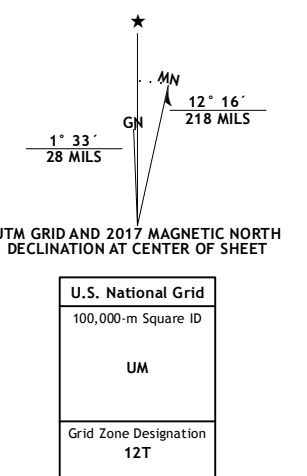 ★
MN
12° 16´
218 MILS
GN
1° 33´
28 MILS
UTM GRID AND 2017 MAGNETIC NORTH
DECLINATION AT CENTER OF SHEET
U.S. National Grid
100,000-m Square ID
UM
Grid Zone Designation
12T